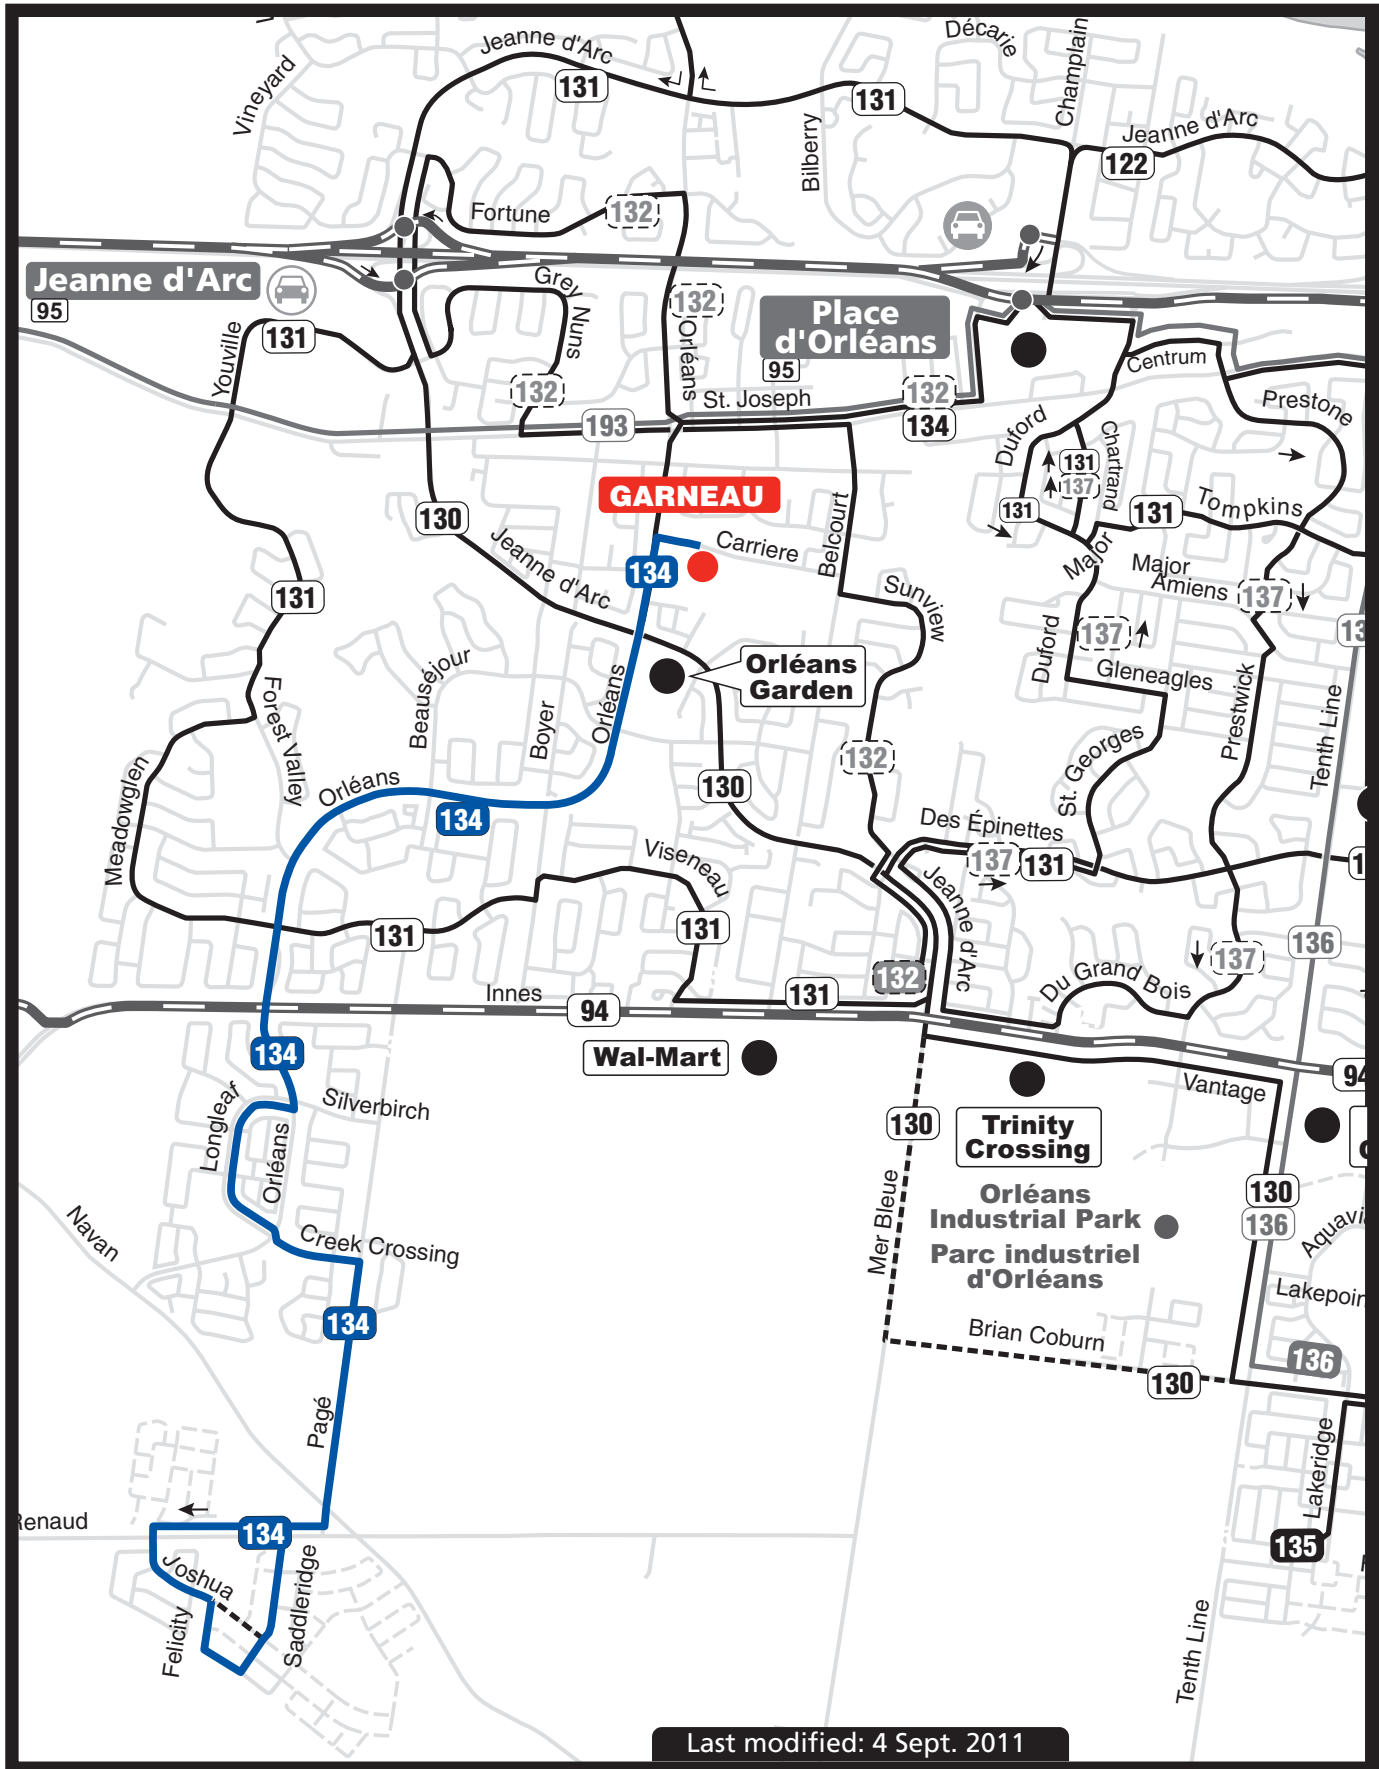 Vineyard
Jeanne d'Arc
131
Décarie
Champlain
131
Bilberry
Jeanne d'Arc
122
Fortune
132
Jeanne d'Arc
95
131
Youville
Grey Nuns
132
Orléans
132
Place
d'Orléans
95
St. Joseph
132
134
193
Centrum
Prestone
Duford
Chartrand
131
137
131
131
Tompkins
GARNEAU
130
Jeanne d'Arc
134
Carriere
Belcourt
Major
Major
Amiens
137
131
Sunview
137
Duford
Gleneagles
Orléans
Garden
Beauséjour
Boyer
Orléans
Forest Valley
Prestwick
Tenth Line
132
St. Georges
Meadowglen
Orléans
134
130
Des Épinettes
137
131
Viseneau
Jeanne d'Arc
131
131
132
136
137
Du Grand Bois
Innes
94
131
94
134
Wal-Mart
Vantage
Longleaf
Silverbirch
Orléans
130
Trinity
Crossing
Mer Bleue
Orléans
Industrial Park
Parc industriel
d'Orléans
130
136
Navan
Creek Crossing
134
Brian Coburn
130
136
Pagé
Lakeridge
134
135
Joshua
Felicity
Saddleridge
Tenth Line
Last modified: 4 Sept. 2011